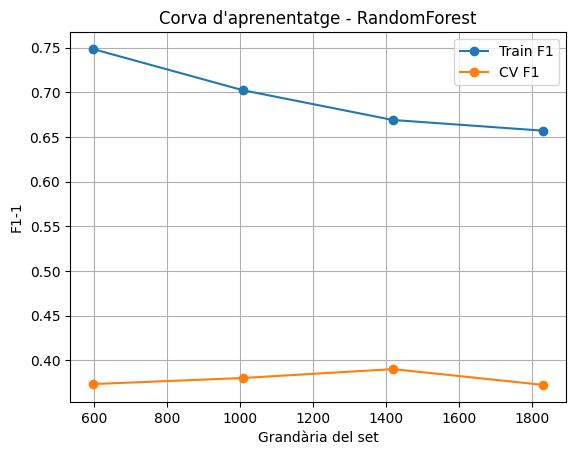 Corva d'aprenentatge - RandomForest
Train F1
CV F1
F1-1
0.75
0.70
0.65
0.60
0.55
0.50
0.45
0.40
600 800 1000 1200 1400 1600 1800
Grandària del set